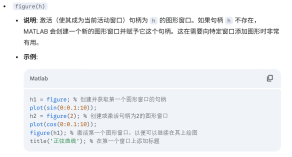 figure(h)
说明: 激活（使其成为当前活动窗口）句柄为 h 的图形窗口。如果句柄 h 不存在，
MATLAB 会创建一个新的图形窗口并赋予它这个句柄。这在需要向特定窗口添加图形时非常
有用。
示例:
Matlab
h1 = figure; % 创建并获取第一个图形窗口的句柄
plot(sin(0:0.1:10));
h2 = figure(2); % 创建或激活句柄为2的图形窗口
plot(cos(0:0.1:10));
figure(h1); % 激活第一个图形窗口，以便可以继续在其上绘图
title('正弦曲线'); % 在第一个窗口上添加标题